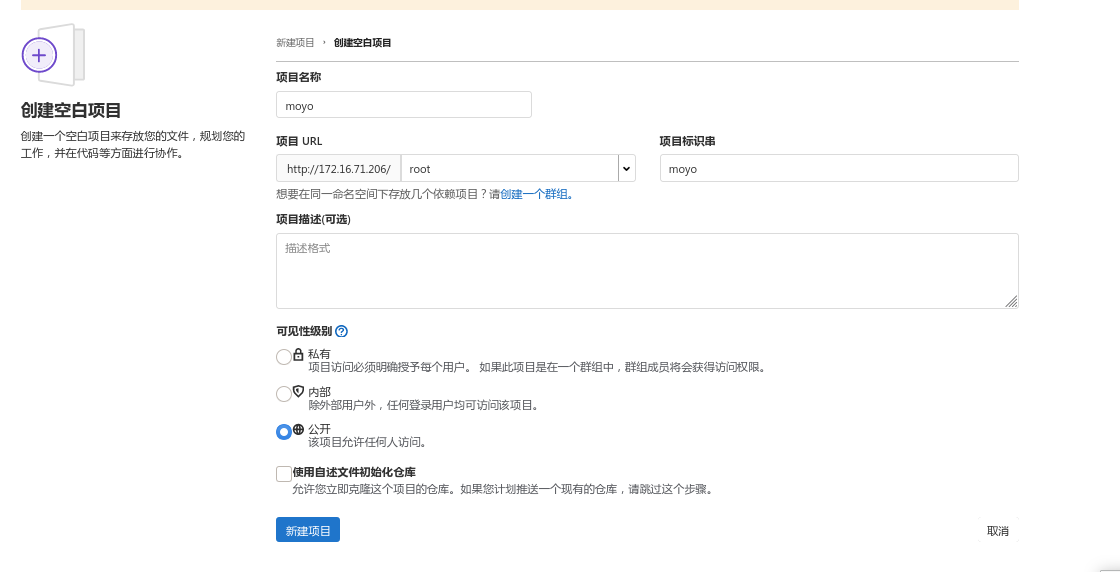 创建空白项目
创建一个空白项目来存放您的文件，规划您的
工作，并在代码等方面进行协作。
新建项目 › 创建空白项目
项目名称
moyo
项目 URL
http://172.16.71.206/ root
项目标识串
moyo
想要在同一命名空间下存放几个依赖项目？请创建一个群组。
项目描述(可选)
描述格式
可见性级别
私有
项目访问必须明确授予每个用户。 如果此项目是在一个群组中，群组成员将会获得访问权限。
内部
除外部用户外，任何登录用户均可访问该项目。
公开
该项目允许任何人访问。
使用自述文件初始化仓库
允许您立即克隆这个项目的仓库。如果您计划推送一个现有的仓库，请跳过这个步骤。
新建项目 取消